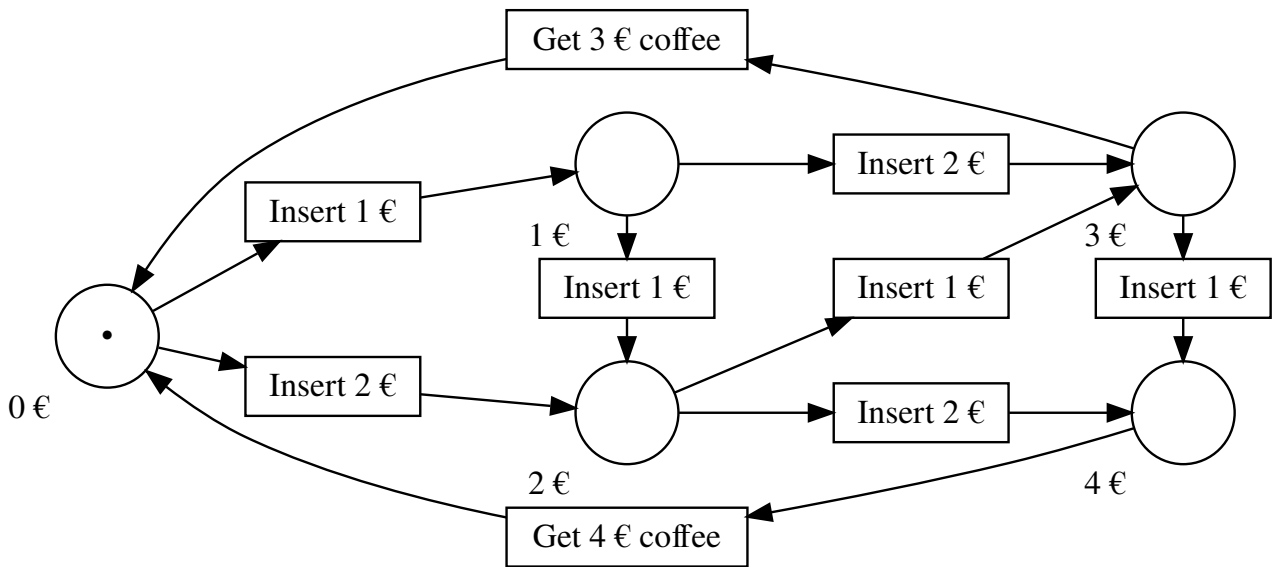 Get 3 € coffee
Insert 2 €
Insert 1 €
1 €
3 €
Insert 1 €
Insert 1 €
Insert 1 €
Insert 2 €
0 €
Insert 2 €
2 €
4 €
Get 4 € coffee